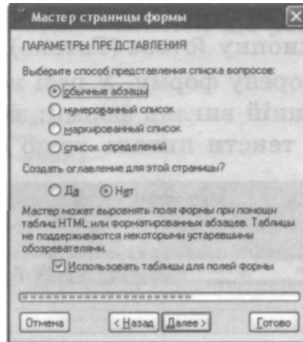 Мастер страницы формы
ПАРАМЕТРЫ ПРЕДСТАВЛЕНИЯ
Выберите способ представления списка вопросов:
обычные абзацы
нумерованный список
маркированный список
список определений
Создать оглавление для этой страницы?
Да Нет
Мастер может выровнять поля формы при помощи
таблиц HTML или форматированных абзацев. Таблицы
не поддерживаются некоторыми устаревшими
обозревателями.
Использовать таблицы для полей формы
Отмена < Назад Далее > Готово